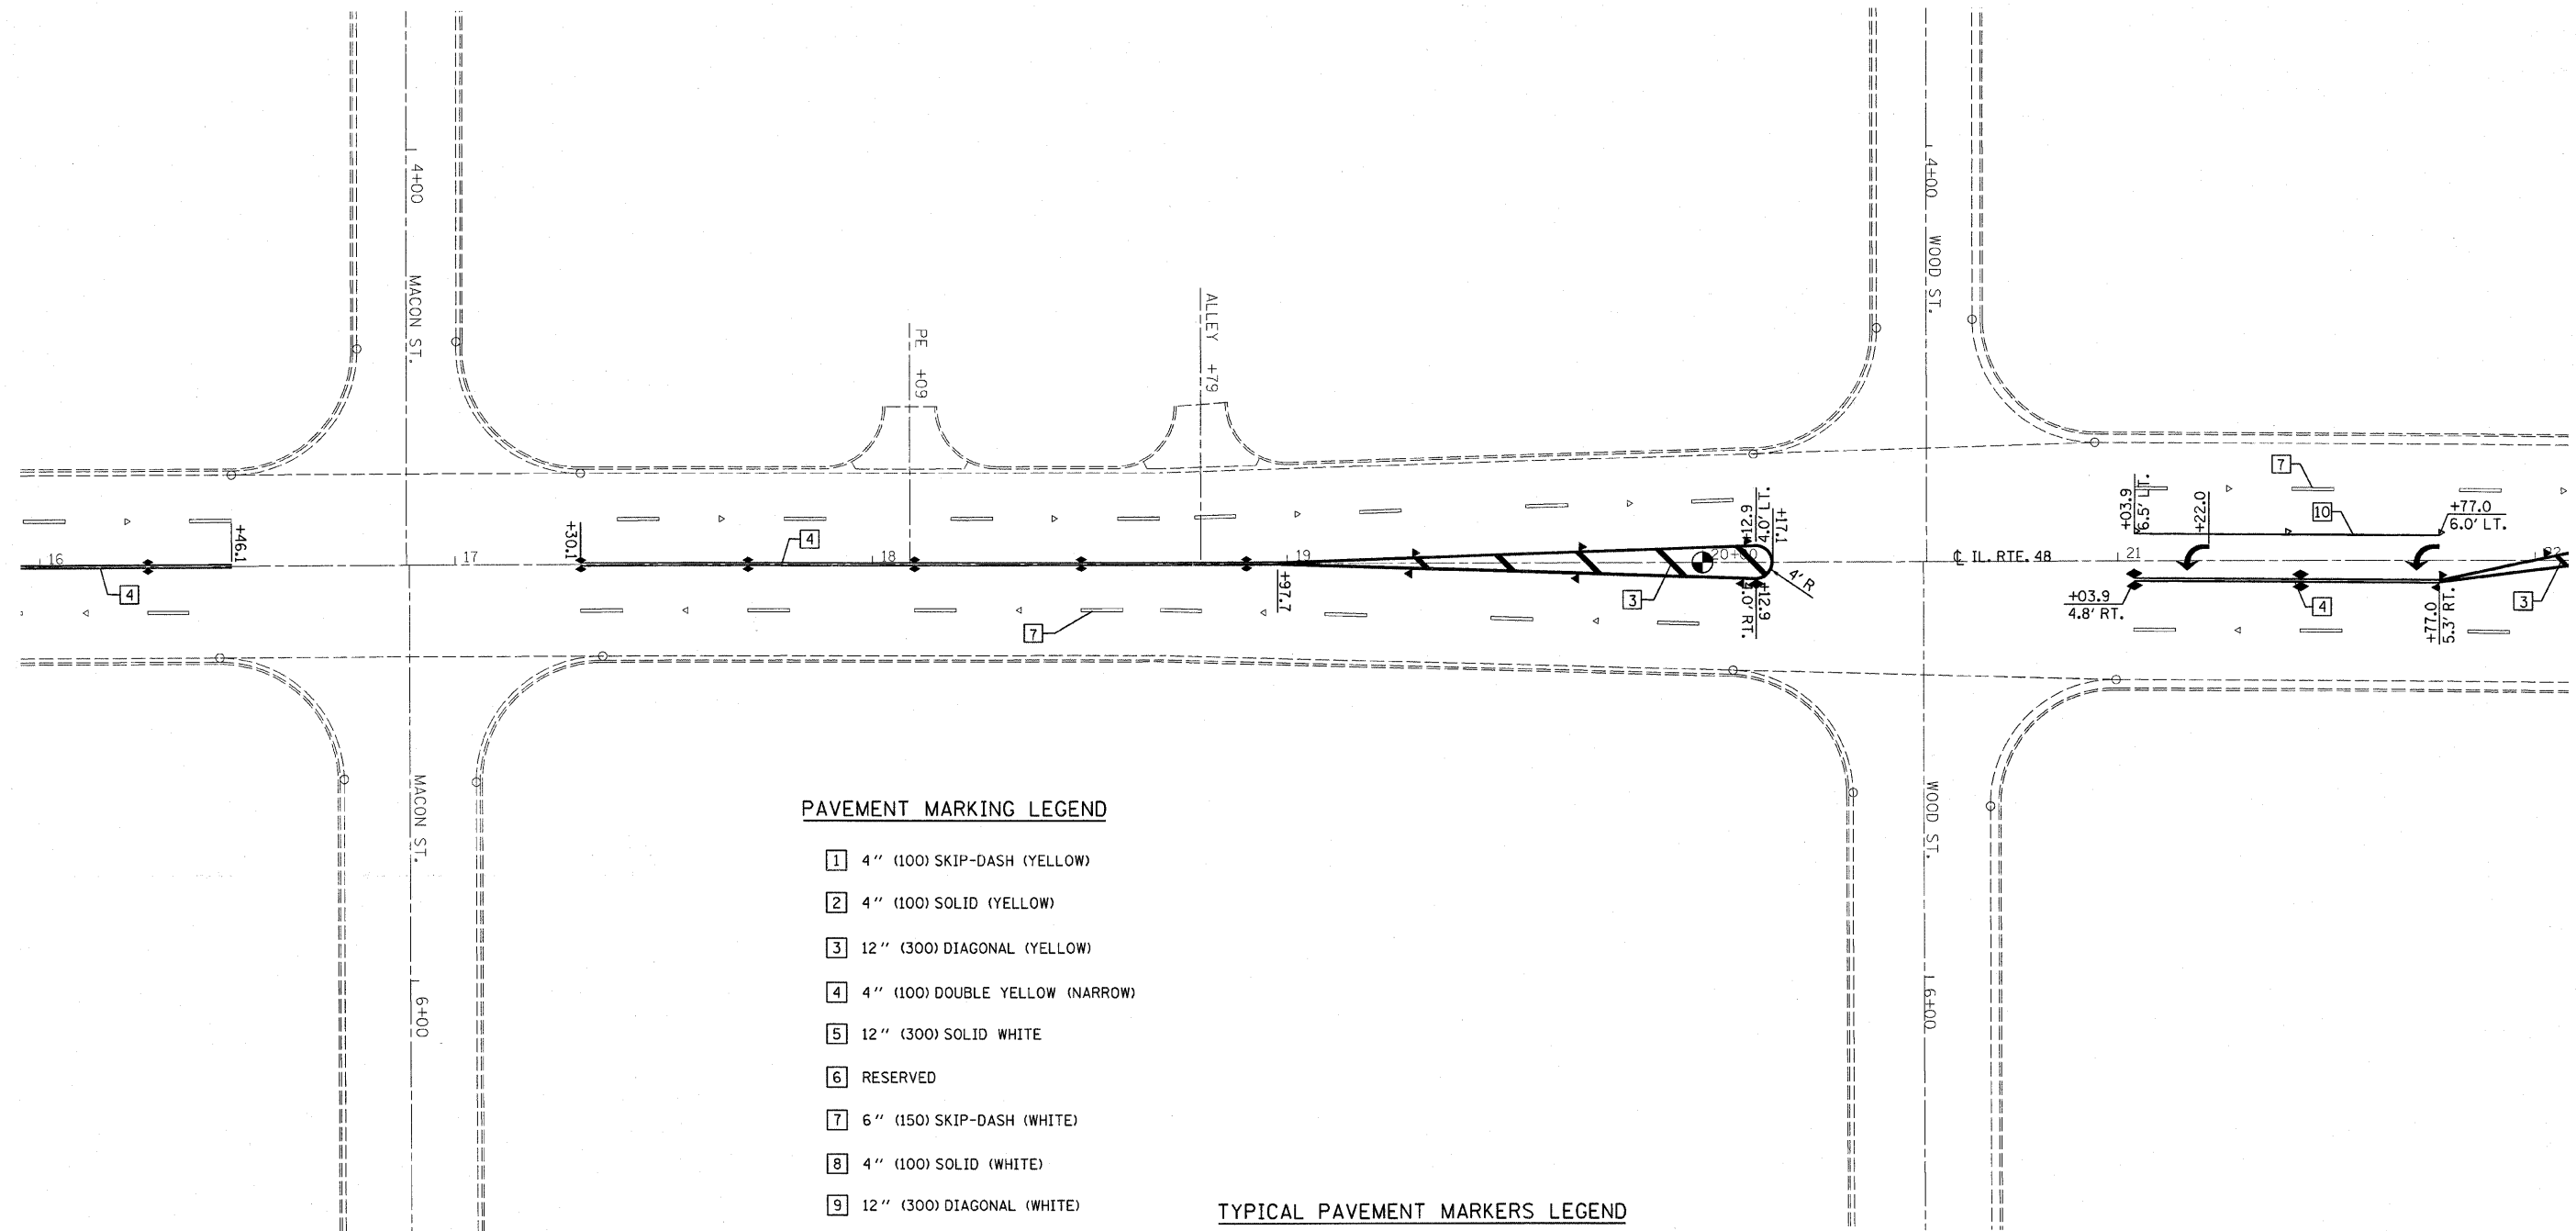 4+00
MACON ST.
4+00
WOOD ST.
PE +09
ALLEY +79
16
4
+46.1
17
+30.1
4
18
7
19
+97.7
3
20+00
+12.9
4.0' LT.
+17.1
4' R
+12.9
4.0' RT.
℄ IL. RTE. 48
+03.9
6.5' LT.
+22.0
7
10
+77.0
6.0' LT.
21
22
+03.9
4.8' RT.
4
+77.0
5.3' RT.
3
MACON ST.
6+00
WOOD ST.
6+00
PAVEMENT MARKING LEGEND
1 4" (100) SKIP-DASH (YELLOW)
2 4" (100) SOLID (YELLOW)
3 12" (300) DIAGONAL (YELLOW)
4 4" (100) DOUBLE YELLOW (NARROW)
5 12" (300) SOLID WHITE
6 RESERVED
7 6" (150) SKIP-DASH (WHITE)
8 4" (100) SOLID (WHITE)
9 12" (300) DIAGONAL (WHITE)
TYPICAL PAVEMENT MARKERS LEGEND